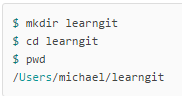 $ mkdir learngit
$ cd learngit
$ pwd
/Users/michael/learngit